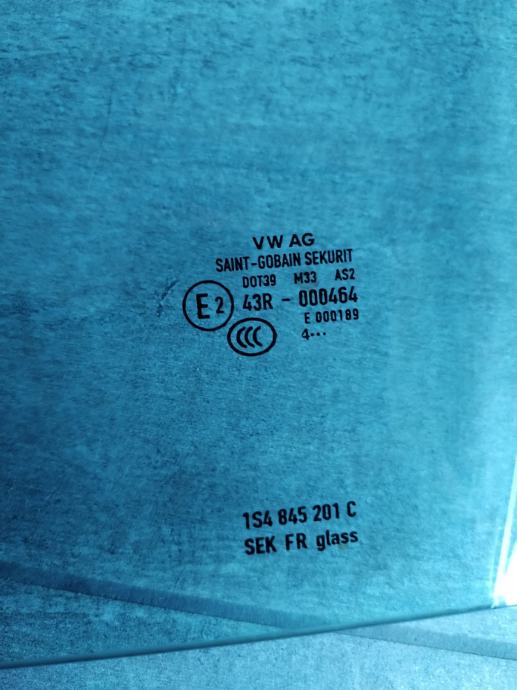 VW AG
SAINT-GOBAIN SEKURIT
DOT39 M33 AS2
E2 43R - 000464
E 000189
CCC 4•••
1S4 845 201 C
SEK FR glass